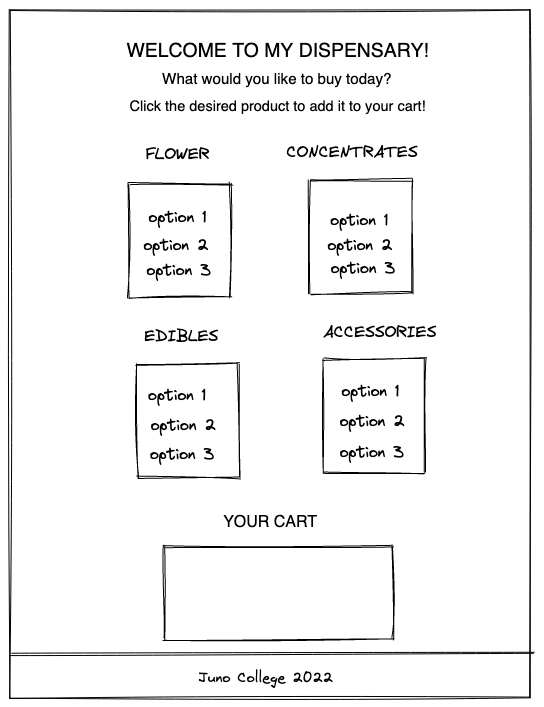 WELCOME TO MY DISPENSARY!
What would you like to buy today?
Click the desired product to add it to your cart!
FLOWER
option 1
option 2
option 3
CONCENTRATES
option 1
option 2
option 3
EDIBLES
option 1
option 2
option 3
ACCESSORIES
option 1
option 2
option 3
YOUR CART
Juno College 2022